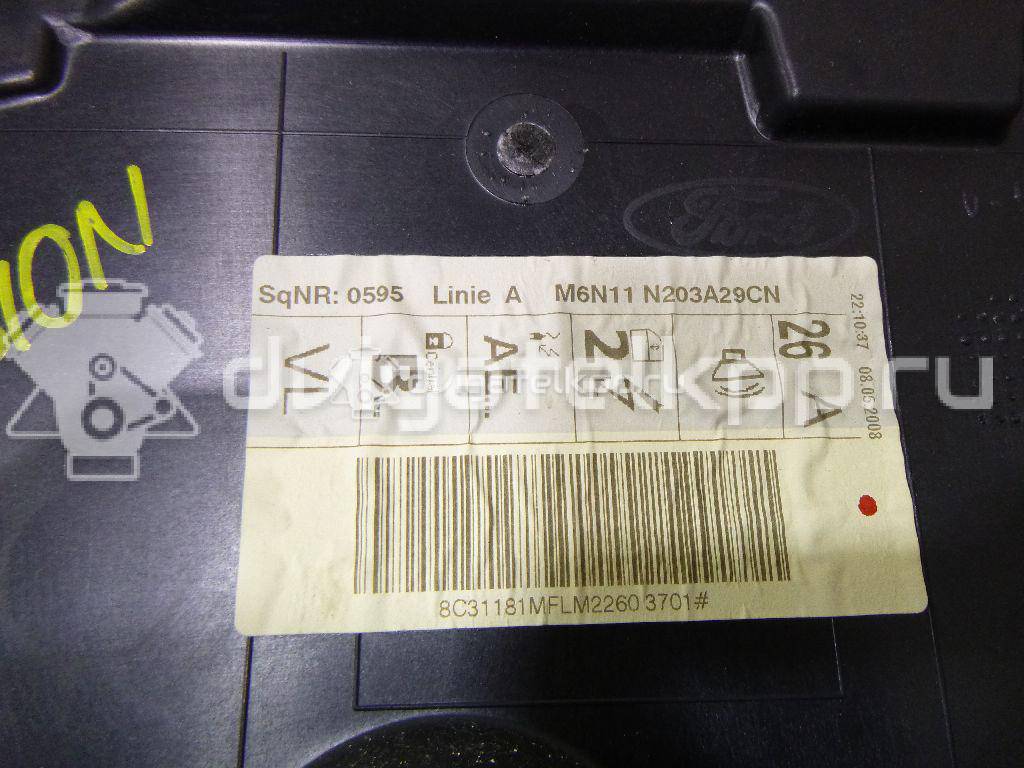 Ford
SqNR: 0595 Linie A M6N11 N203A29CN
VL
AE
26 A
22:10:37 08.05.2008
dvigatelkpp.ru
8C31181MFLM2260 3701#